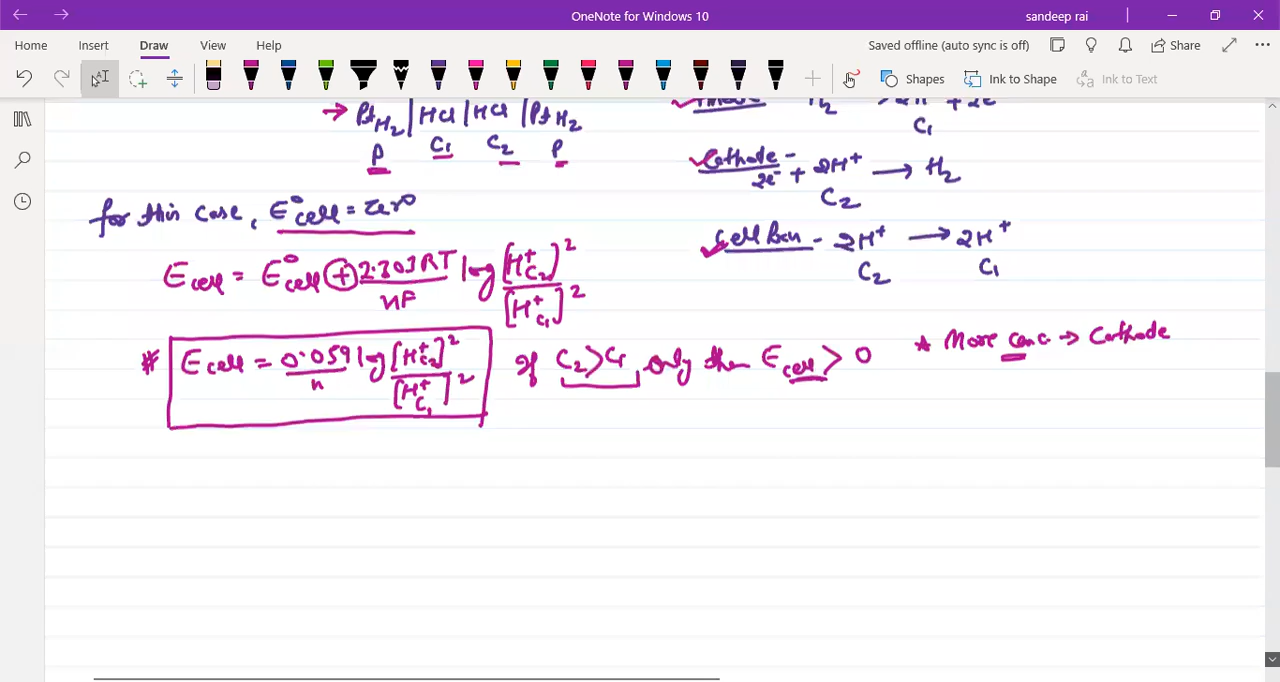 OneNote for Windows 10
sandeep rai
Home Insert Draw View Help
Saved offline (auto sync is off) Share
Shapes Ink to Shape Ink to Text
→ Pt H₂ | HCl | HCl | Pt H₂
P C₁ C₂ P
H₂ → 2H + 2e
C₁
Cathode - 2e⁻ + 2H⁺ → H₂
C₂
for this case, E°cell = zero
Cell Rxn - 2H⁺ → 2H⁺
C₂ C₁
Ecell = E°cell + 2.303RT/nF log [H⁺C₂]²/[H⁺C₁]²
# Ecell = 0.059/n log [H⁺C₂]²/[H⁺C₁]² If C₂>C₁, only then Ecell > 0
* More conc. → Cathode